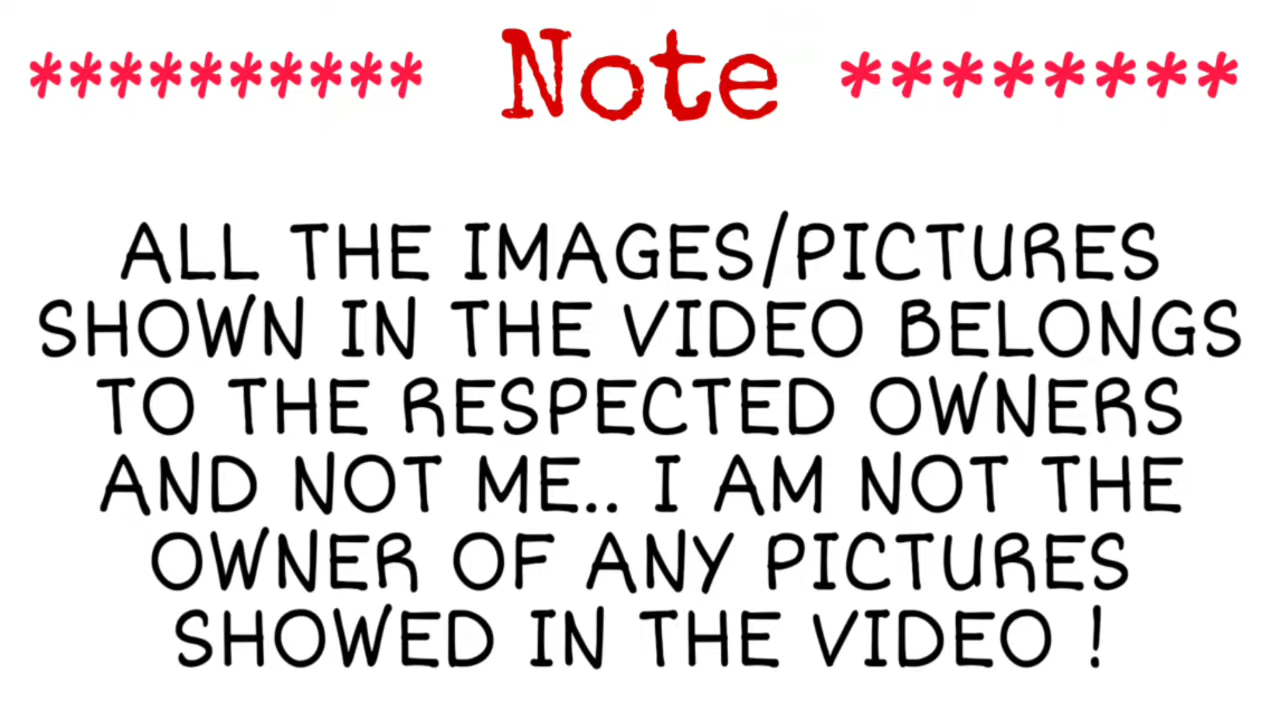 ********** Note ********
ALL THE IMAGES/PICTURES
SHOWN IN THE VIDEO BELONGS
TO THE RESPECTED OWNERS
AND NOT ME.. I AM NOT THE
OWNER OF ANY PICTURES
SHOWED IN THE VIDEO !